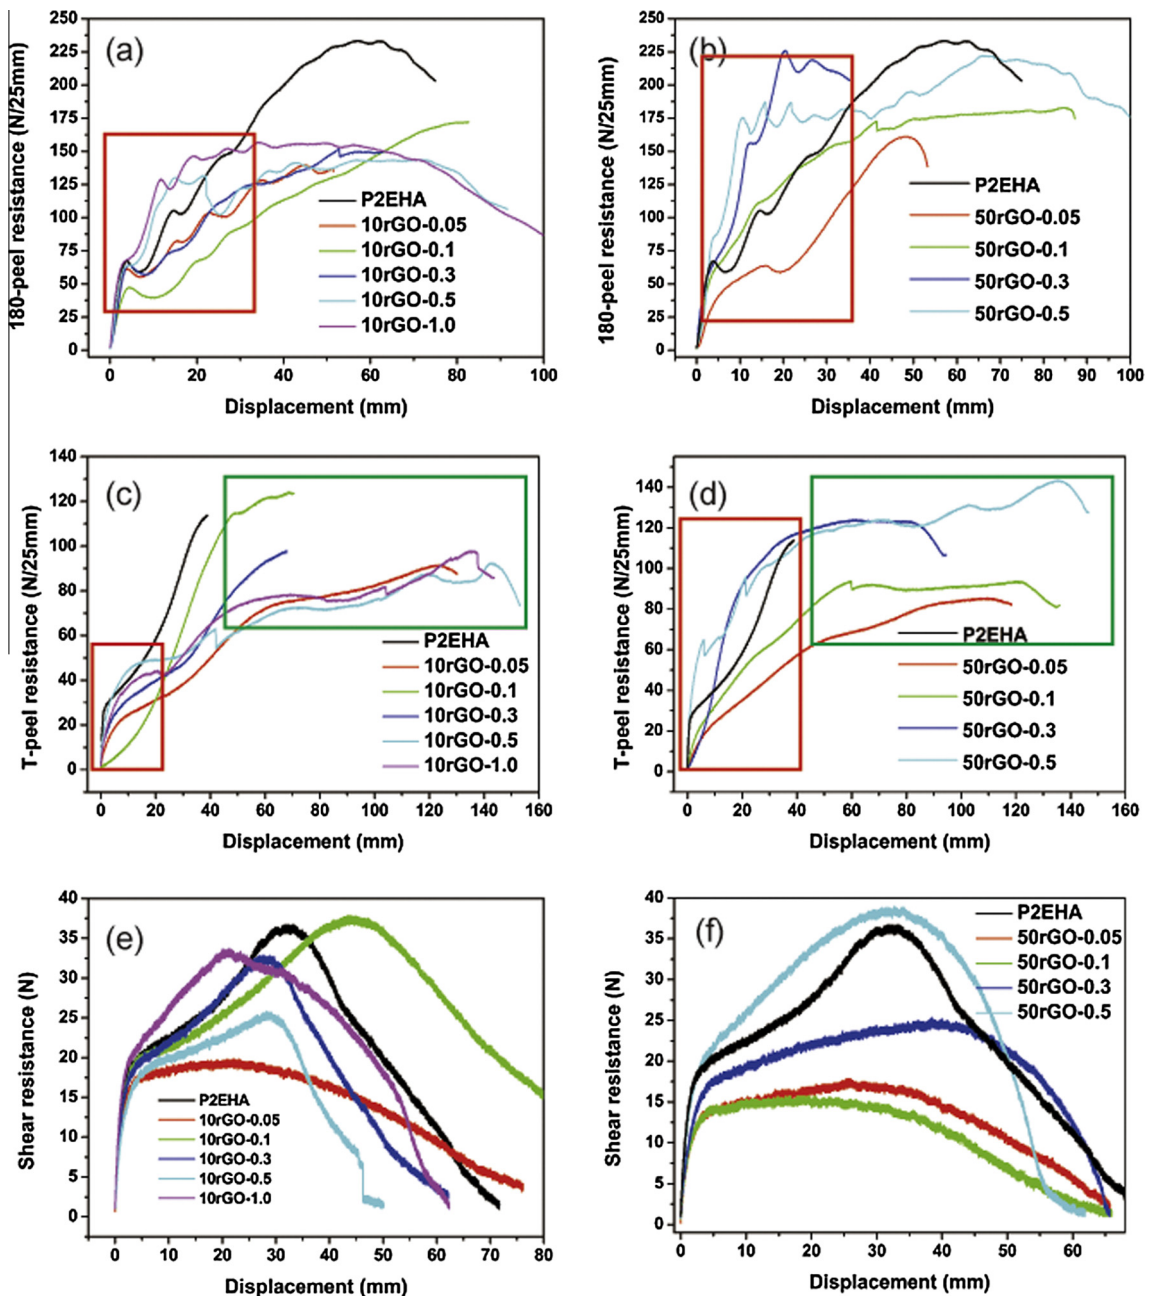 (a)
180-peel resistance (N/25mm)
250
225
200
175
150
125
100
75
50
25
0
P2EHA
10rGO-0.05
10rGO-0.1
10rGO-0.3
10rGO-0.5
10rGO-1.0
0 20 40 60 80 100
Displacement (mm)
(b)
180-peel resistance (N/25mm)
250
225
200
175
150
125
100
75
50
25
0
P2EHA
50rGO-0.05
50rGO-0.1
50rGO-0.3
50rGO-0.5
0 10 20 30 40 50 60 70 80 90 100
Displacement (mm)
(c)
T-peel resistance (N/25mm)
140
120
100
80
60
40
20
0
P2EHA
10rGO-0.05
10rGO-0.1
10rGO-0.3
10rGO-0.5
10rGO-1.0
0 20 40 60 80 100 120 140 160
Displacement (mm)
(d)
T-peel resistance (N/25mm)
140
120
100
80
60
40
20
0
P2EHA
50rGO-0.05
50rGO-0.1
50rGO-0.3
50rGO-0.5
0 20 40 60 80 100 120 140 160
Displacement (mm)
(e)
Shear resistance (N)
40
35
30
25
20
15
10
5
0
P2EHA
10rGO-0.05
10rGO-0.1
10rGO-0.3
10rGO-0.5
10rGO-1.0
0 10 20 30 40 50 60 70 80
Displacement (mm)
(f)
Shear resistance (N)
40
35
30
25
20
15
10
5
0
P2EHA
50rGO-0.05
50rGO-0.1
50rGO-0.3
50rGO-0.5
0 10 20 30 40 50 60
Displacement (mm)